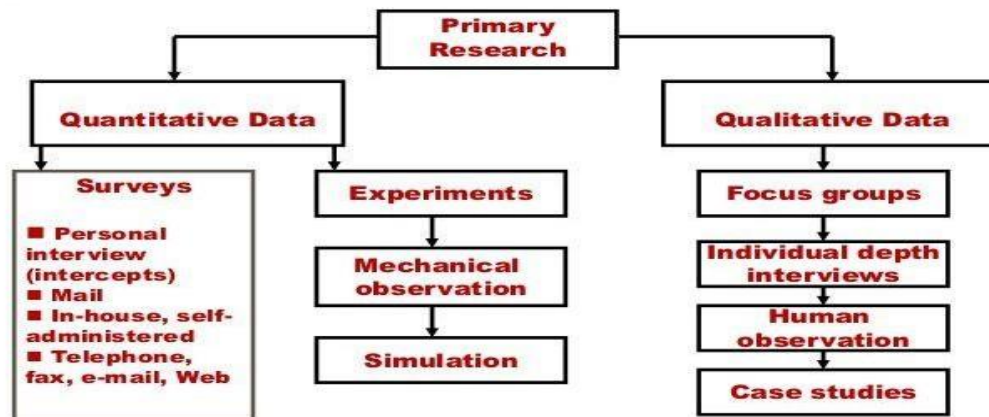 Primary
Research
Quantitative Data
Qualitative Data
Surveys
■ Personal
interview
(intercepts)
■ Mail
■ In-house, self-
administered
■ Telephone,
fax, e-mail, Web
Experiments
Mechanical
observation
Simulation
Focus groups
Individual depth
interviews
Human
observation
Case studies